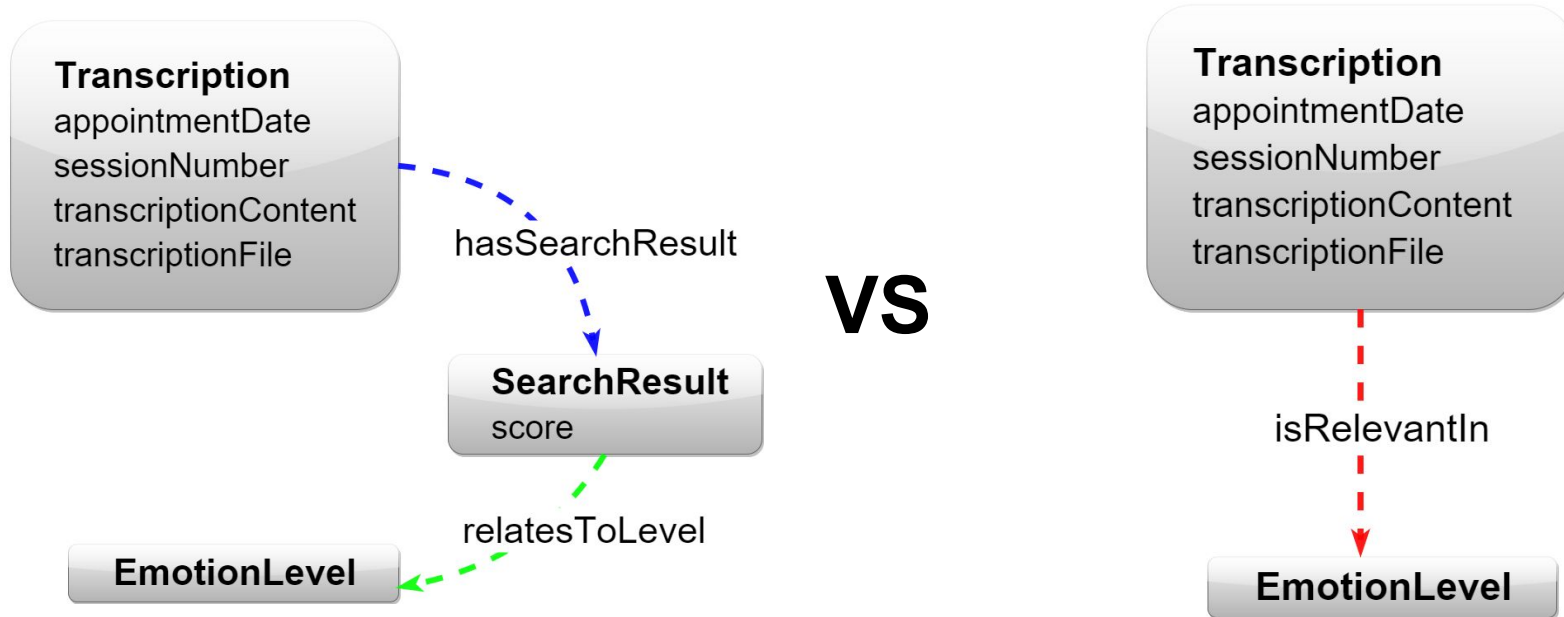 Transcription
appointmentDate
sessionNumber
transcriptionContent
transcriptionFile
hasSearchResult
SearchResult
score
relatesToLevel
EmotionLevel
VS
Transcription
appointmentDate
sessionNumber
transcriptionContent
transcriptionFile
isRelevantIn
EmotionLevel